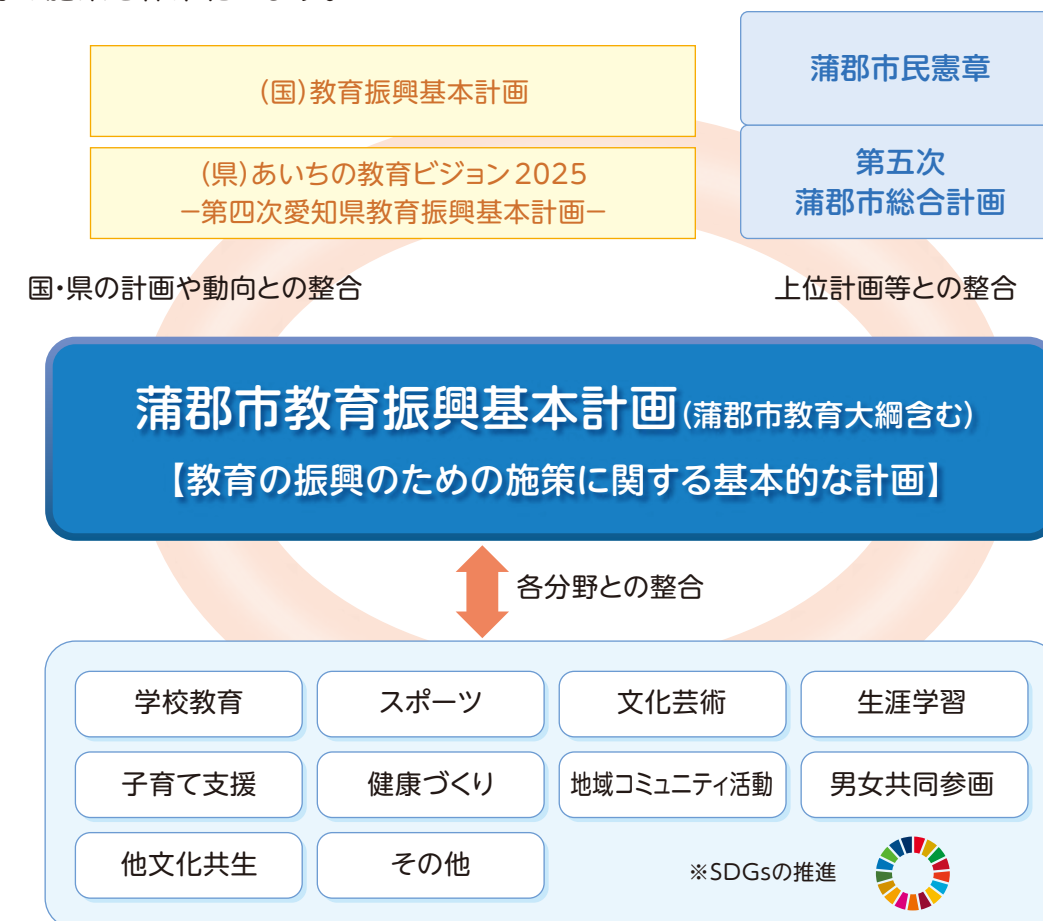 (国)教育振興基本計画
蒲郡市民憲章
(県)あいちの教育ビジョン2025
−第四次愛知県教育振興基本計画−
第五次
蒲郡市総合計画
国・県の計画や動向との整合
上位計画等との整合
蒲郡市教育振興基本計画(蒲郡市教育大綱含む)
【教育の振興のための施策に関する基本的な計画】
各分野との整合
学校教育
スポーツ
文化芸術
生涯学習
子育て支援
健康づくり
地域コミュニティ活動
男女共同参画
他文化共生
その他
※SDGsの推進